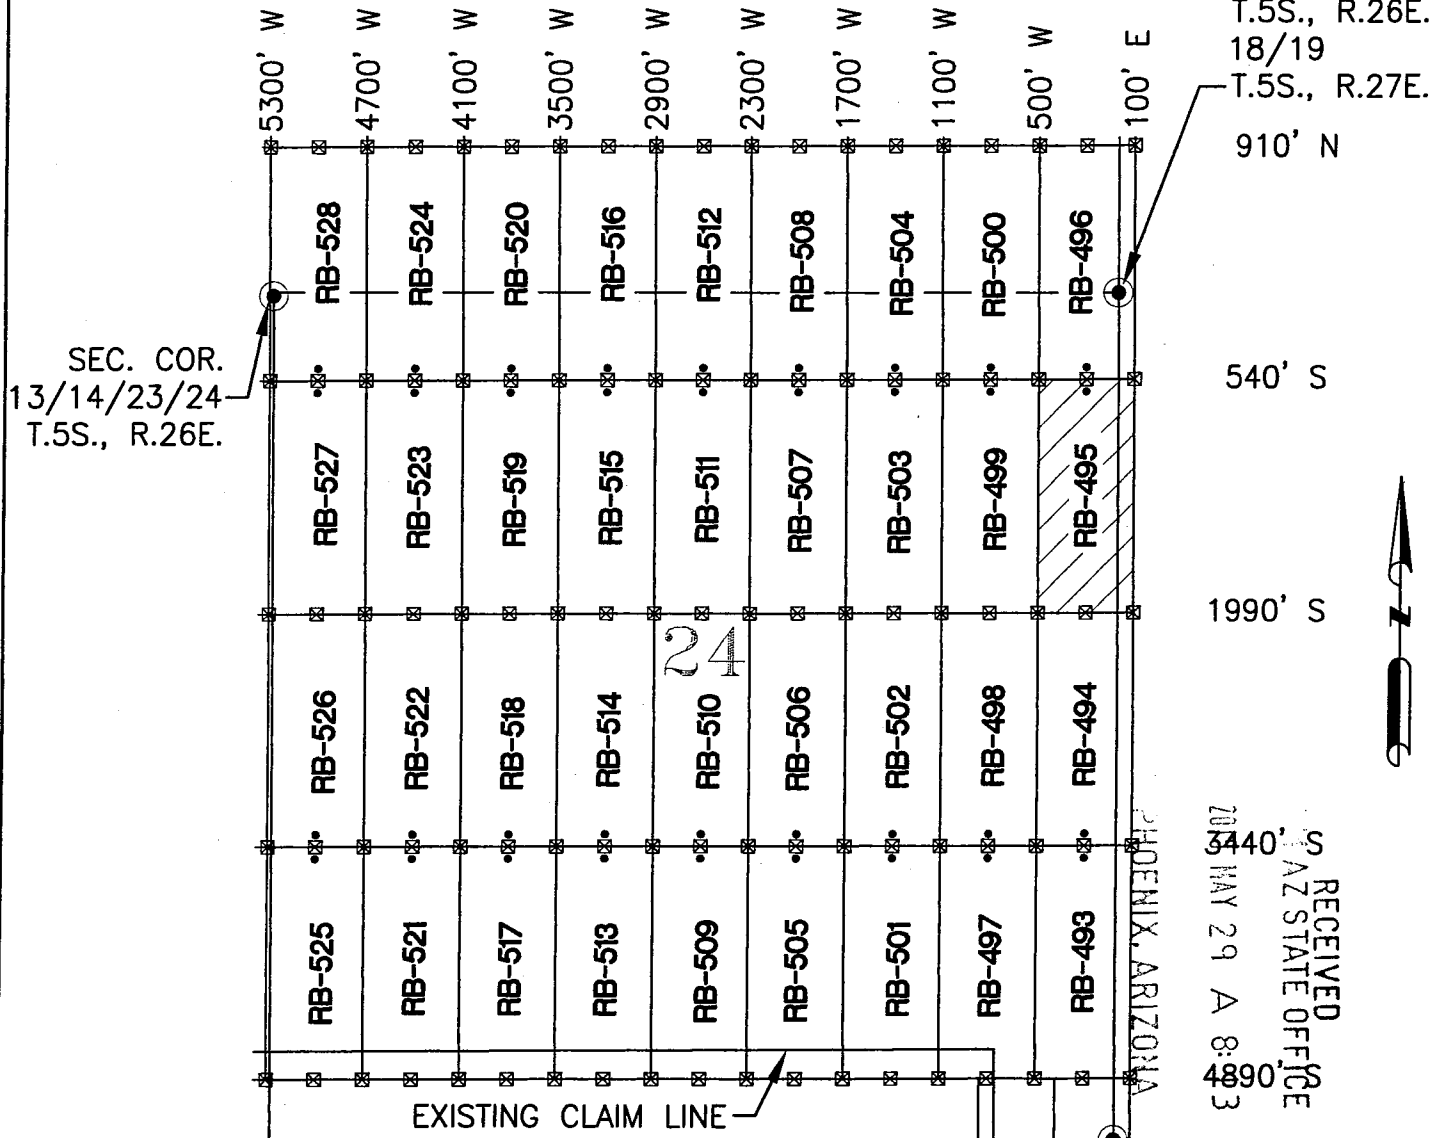 5300' W
4700' W
4100' W
3500' W
2900' W
2300' W
1700' W
1100' W
500' W
100' E
T.5S., R.26E.
18/19
T.5S., R.27E.
910' N
RB-528
RB-524
RB-520
RB-516
RB-512
RB-508
RB-504
RB-500
RB-496
SEC. COR.
13/14/23/24
T.5S., R.26E.
540' S
RB-527
RB-523
RB-519
RB-515
RB-511
RB-507
RB-503
RB-499
RB-495
1990' S
24
N
RB-526
RB-522
RB-518
RB-514
RB-510
RB-506
RB-502
RB-498
RB-494
3440' S
RB-525
RB-521
RB-517
RB-513
RB-509
RB-505
RB-501
RB-497
RB-493
4890' S
RECEIVED
AZ STATE OFFICE
MAY 29 A
PHOENIX, ARIZONA
EXISTING CLAIM LINE